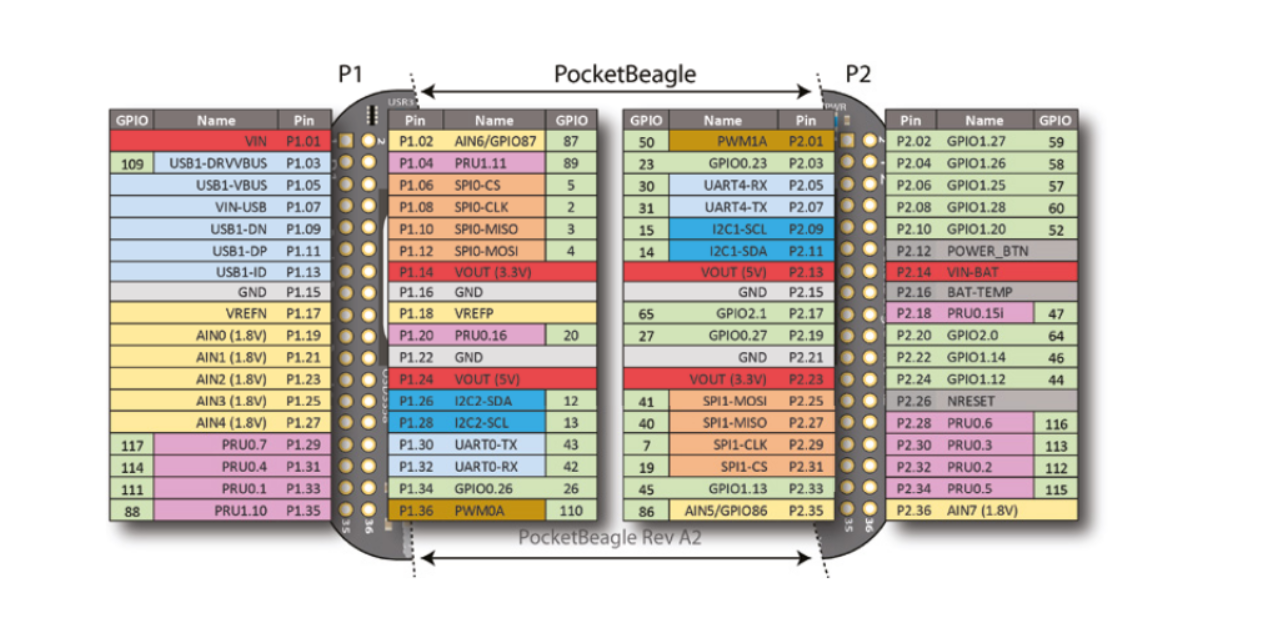 P1 PocketBeagle P2
USR3 PWR
GPIO Name Pin Pin Name GPIO GPIO Name Pin Pin Name GPIO
VIN P1.01 P1.02 AIN6/GPIO87 87 50 PWM1A P2.01 P2.02 GPIO1.27 59
109 USB1-DRVVBUS P1.03 P1.04 PRU1.11 89 23 GPIO0.23 P2.03 P2.04 GPIO1.26 58
USB1-VBUS P1.05 P1.06 SPI0-CS 5 30 UART4-RX P2.05 P2.06 GPIO1.25 57
VIN-USB P1.07 P1.08 SPI0-CLK 2 31 UART4-TX P2.07 P2.08 GPIO1.28 60
USB1-DN P1.09 P1.10 SPI0-MISO 3 15 I2C1-SCL P2.09 P2.10 GPIO1.20 52
USB1-DP P1.11 P1.12 SPI0-MOSI 4 14 I2C1-SDA P2.11 P2.12 POWER_BTN
USB1-ID P1.13 P1.14 VOUT (3.3V) VOUT (5V) P2.13 P2.14 VIN-BAT
GND P1.15 P1.16 GND GND P2.15 P2.16 BAT-TEMP
VREFN P1.17 P1.18 VREFP 65 GPIO2.1 P2.17 P2.18 PRU0.15i 47
AIN0 (1.8V) P1.19 P1.20 PRU0.16 20 27 GPIO0.27 P2.19 P2.20 GPIO2.0 64
AIN1 (1.8V) P1.21 P1.22 GND GND P2.21 P2.22 GPIO1.14 46
AIN2 (1.8V) P1.23 P1.24 VOUT (5V) VOUT (3.3V) P2.23 P2.24 GPIO1.12 44
AIN3 (1.8V) P1.25 P1.26 I2C2-SDA 12 41 SPI1-MOSI P2.25 P2.26 NRESET
AIN4 (1.8V) P1.27 P1.28 I2C2-SCL 13 40 SPI1-MISO P2.27 P2.28 PRU0.6 116
117 PRU0.7 P1.29 P1.30 UART0-TX 43 7 SPI1-CLK P2.29 P2.30 PRU0.3 113
114 PRU0.4 P1.31 P1.32 UART0-RX 42 19 SPI1-CS P2.31 P2.32 PRU0.2 112
111 PRU0.1 P1.33 P1.34 GPIO0.26 26 45 GPIO1.13 P2.33 P2.34 PRU0.5 115
88 PRU1.10 P1.35 P1.36 PWM0A 110 86 AIN5/GPIO86 P2.35 P2.36 AIN7 (1.8V)
35 36 35 36
PocketBeagle Rev A2